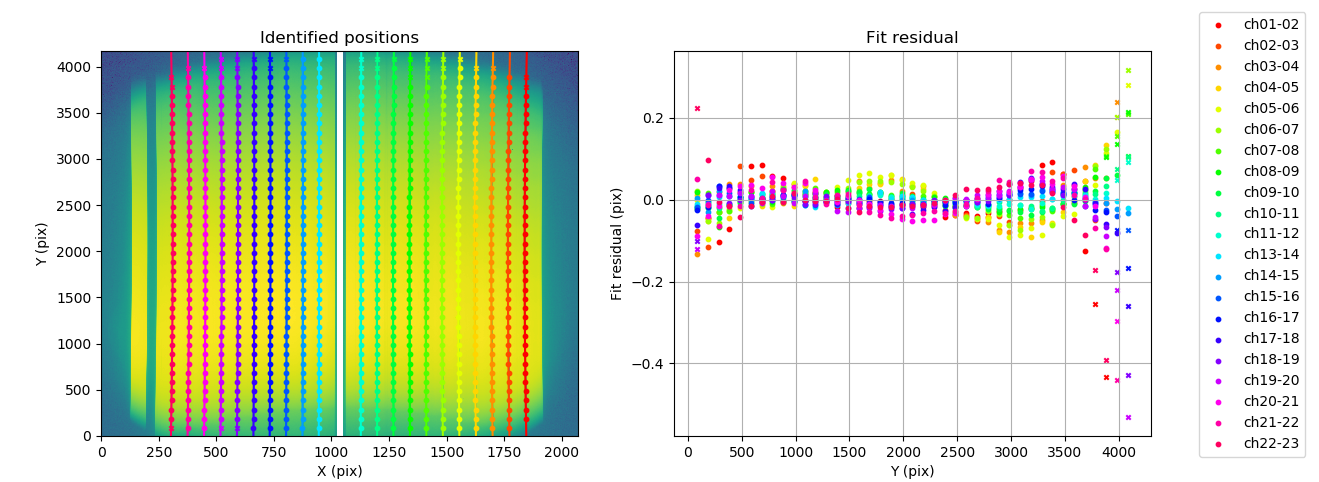 Identified positions
Y (pix)
4000
3500
3000
2500
2000
1500
1000
500
0
0
250
500
750
1000
1250
1500
1750
2000
X (pix)
Fit residual
Fit residual (pix)
0.2
0.0
−0.2
−0.4
0
500
1000
1500
2000
2500
3000
3500
4000
Y (pix)
ch01-02
ch02-03
ch03-04
ch04-05
ch05-06
ch06-07
ch07-08
ch08-09
ch09-10
ch10-11
ch11-12
ch13-14
ch14-15
ch15-16
ch16-17
ch17-18
ch18-19
ch19-20
ch20-21
ch21-22
ch22-23